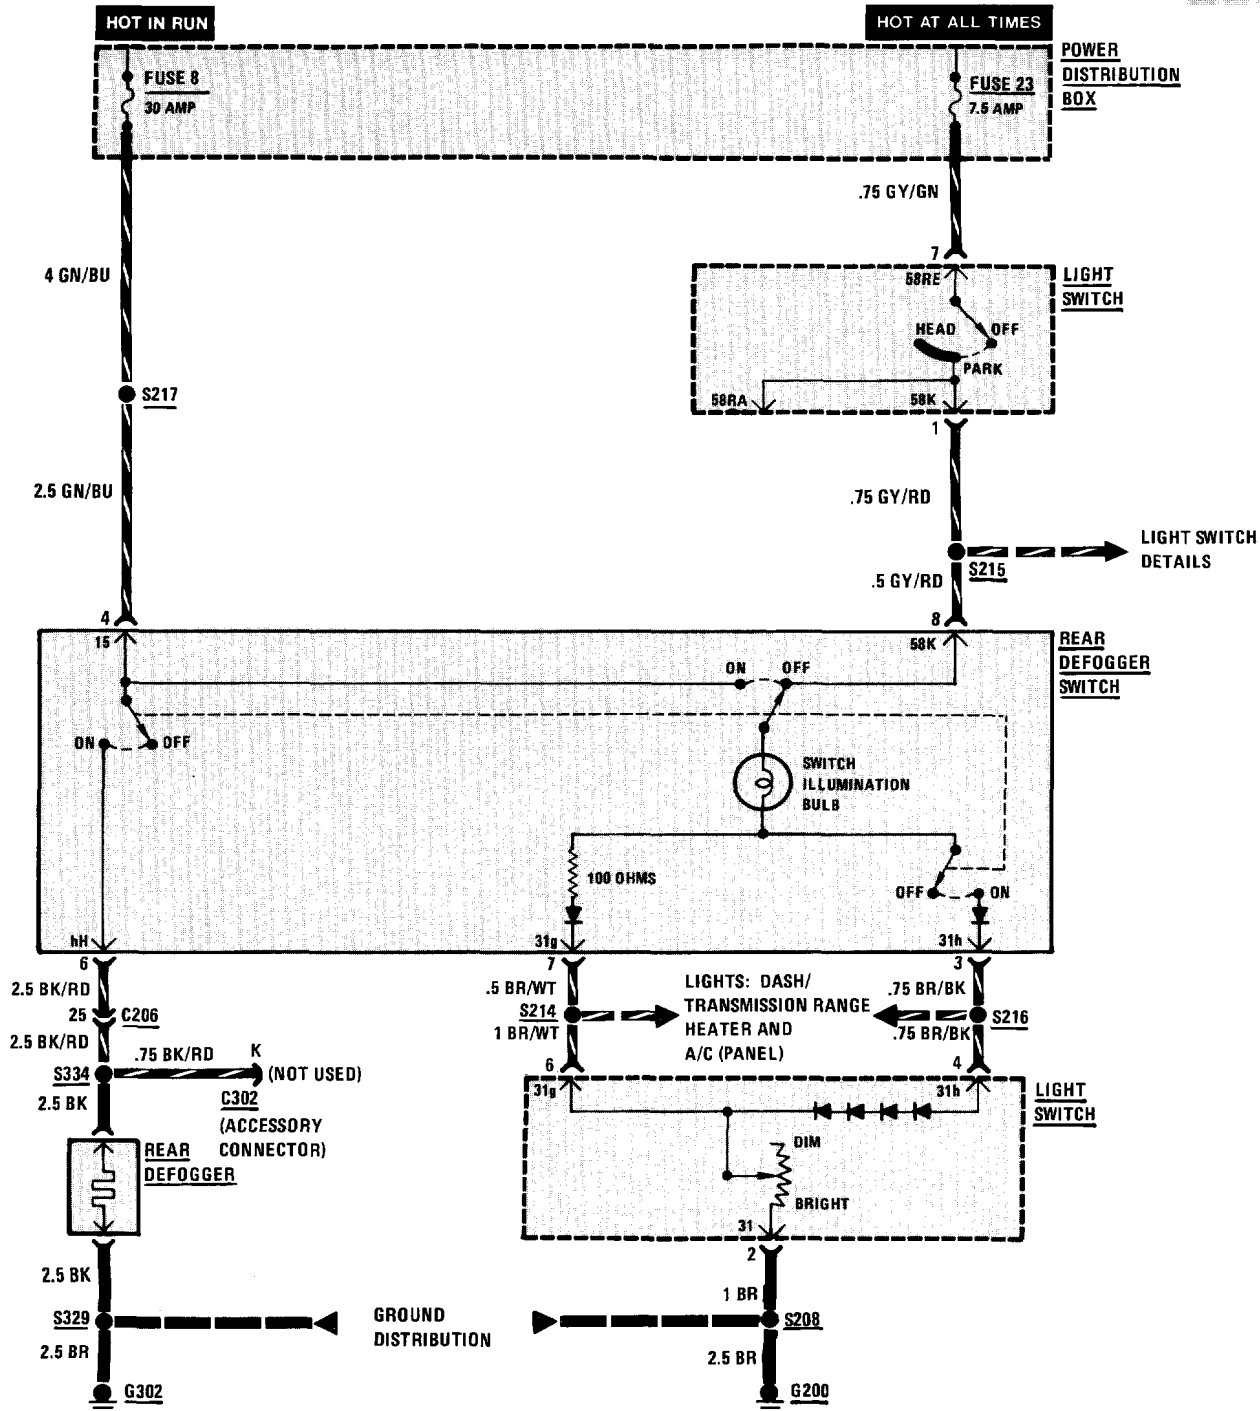 HOT IN RUN
HOT AT ALL TIMES
POWER
DISTRIBUTION
BOX
FUSE 8
30 AMP
FUSE 23
7.5 AMP
.75 GY/GN
7
4 GN/BU
58RE
LIGHT
SWITCH
HEAD
OFF
PARK
S217
58RA
58K
1
2.5 GN/BU
.75 GY/RD
LIGHT SWITCH
DETAILS
S215
.5 GY/RD
4
8
15
58K
REAR
DEFOGGER
SWITCH
ON
OFF
ON
OFF
SWITCH
ILLUMINATION
BULB
100 OHMS
OFF
ON
hH
31g
31h
6
7
3
2.5 BK/RD
.5 BR/WT
LIGHTS: DASH/
TRANSMISSION RANGE
HEATER AND
A/C (PANEL)
.75 BR/BK
25
C206
S214
S216
2.5 BK/RD
1 BR/WT
.75 BR/BK
.75 BK/RD
K
6
4
S334
(NOT USED)
31g
31h
LIGHT
SWITCH
2.5 BK
C302
(ACCESSORY
CONNECTOR)
REAR
DEFOGGER
DIM
BRIGHT
31
2
2.5 BK
1 BR
S329
GROUND
DISTRIBUTION
S208
2.5 BR
2.5 BR
G302
G200